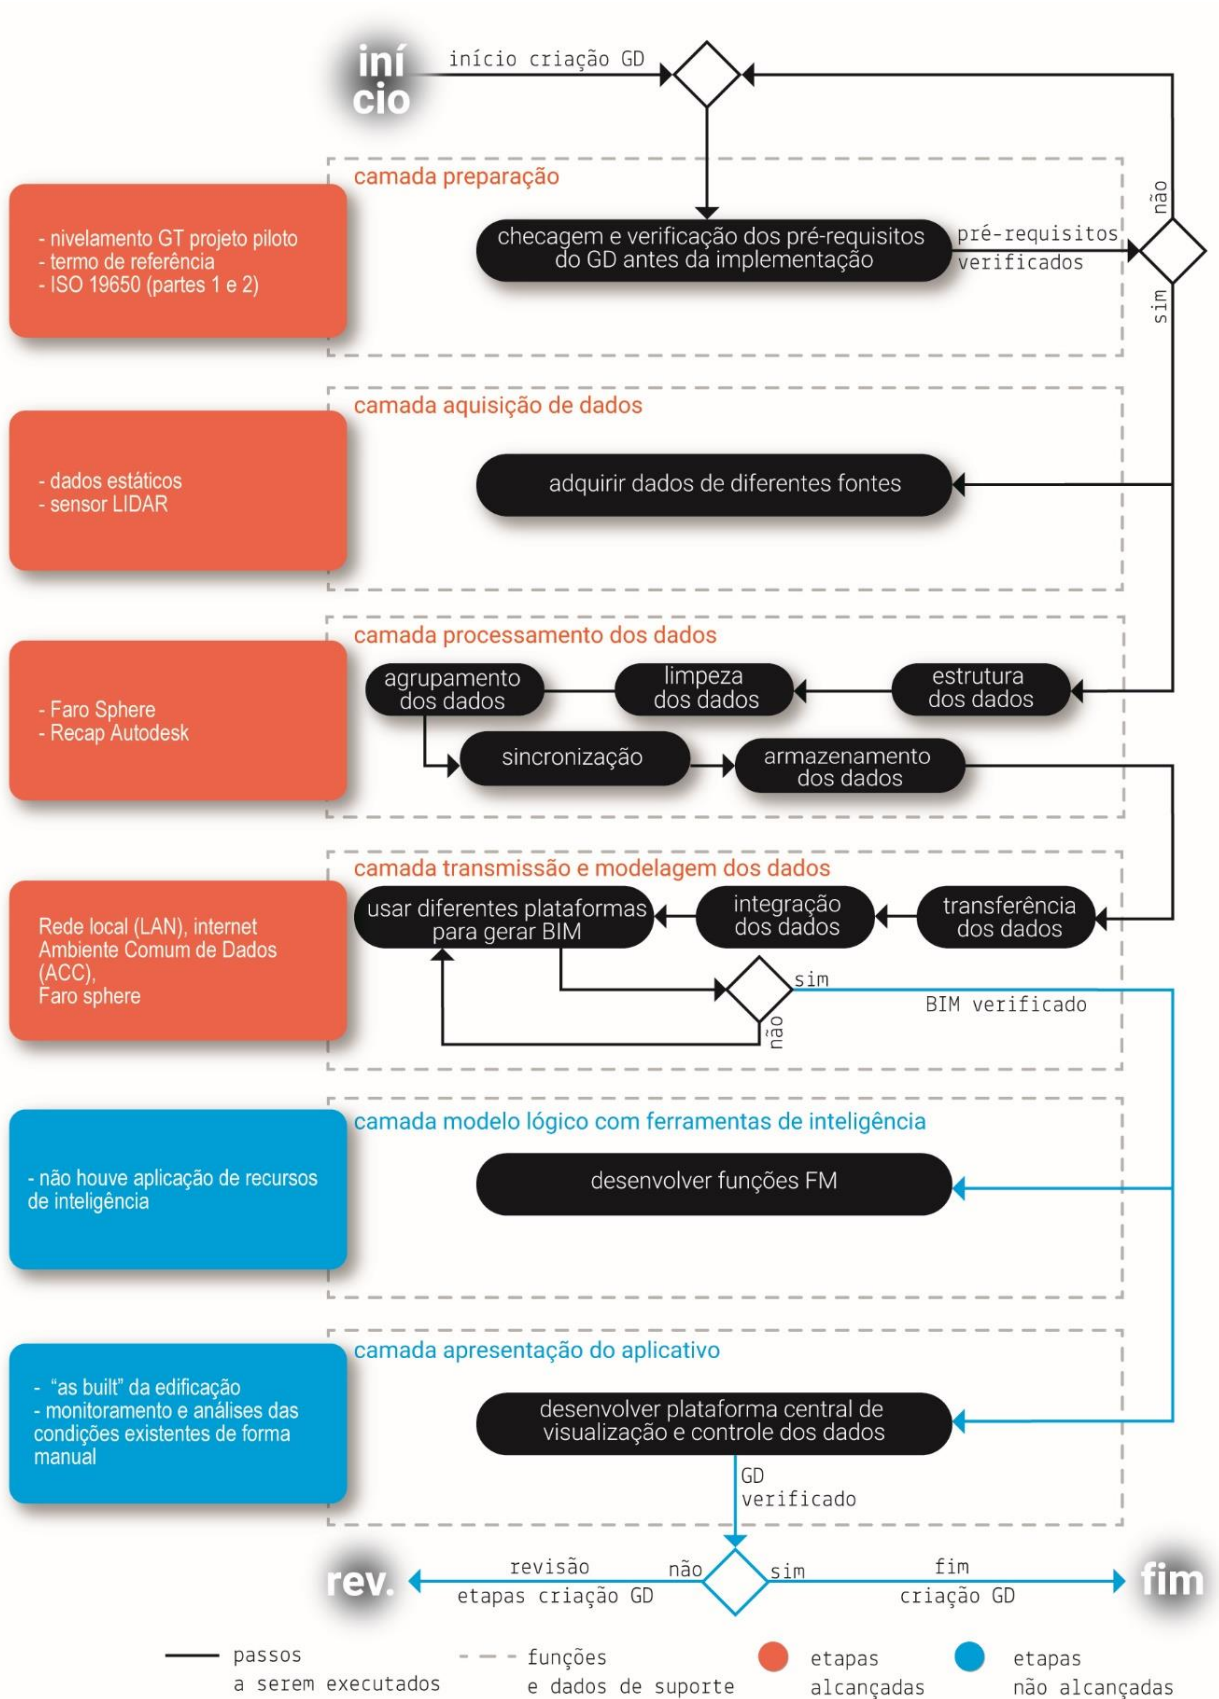 iní
cio
início criação GD
camada preparação
- nivelamento GT projeto piloto
- termo de referência
- ISO 19650 (partes 1 e 2)
checagem e verificação dos pré-requisitos
do GD antes da implementação
pré-requisitos
verificados
não
sim
camada aquisição de dados
- dados estáticos
- sensor LIDAR
adquirir dados de diferentes fontes
camada processamento dos dados
- Faro Sphere
- Recap Autodesk
agrupamento
dos dados
limpeza
dos dados
estrutura
dos dados
sincronização
armazenamento
dos dados
camada transmissão e modelagem dos dados
Rede local (LAN), internet
Ambiente Comum de Dados
(ACC),
Faro sphere
usar diferentes plataformas
para gerar BIM
integração
dos dados
transferência
dos dados
sim
BIM verificado
não
camada modelo lógico com ferramentas de inteligência
- não houve aplicação de recursos
de inteligência
desenvolver funções FM
camada apresentação do aplicativo
- “as built” da edificação
- monitoramento e análises das
condições existentes de forma
manual
desenvolver plataforma central de
visualização e controle dos dados
GD
verificado
rev.
revisão
etapas criação GD
não
sim
fim
criação GD
fim
passos
a serem executados
funções
e dados de suporte
etapas
alcançadas
etapas
não alcançadas